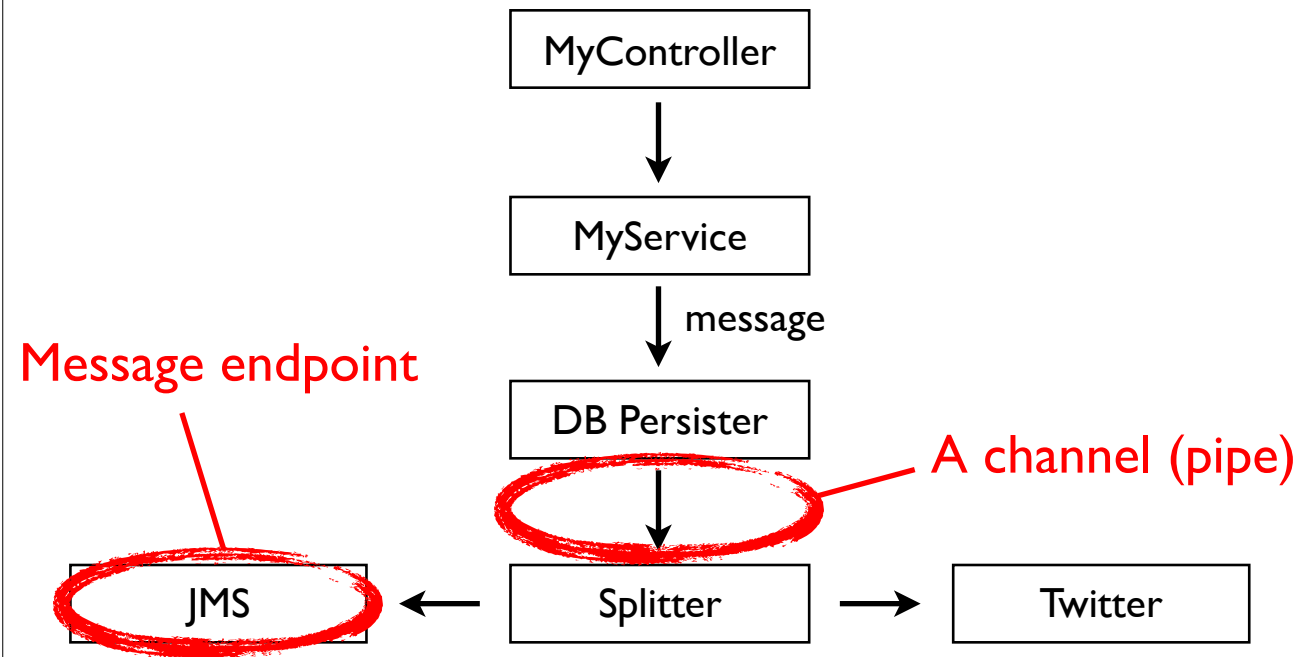 MyController
MyService
message
Message endpoint
DB Persister
A channel (pipe)
JMS
Splitter
Twitter